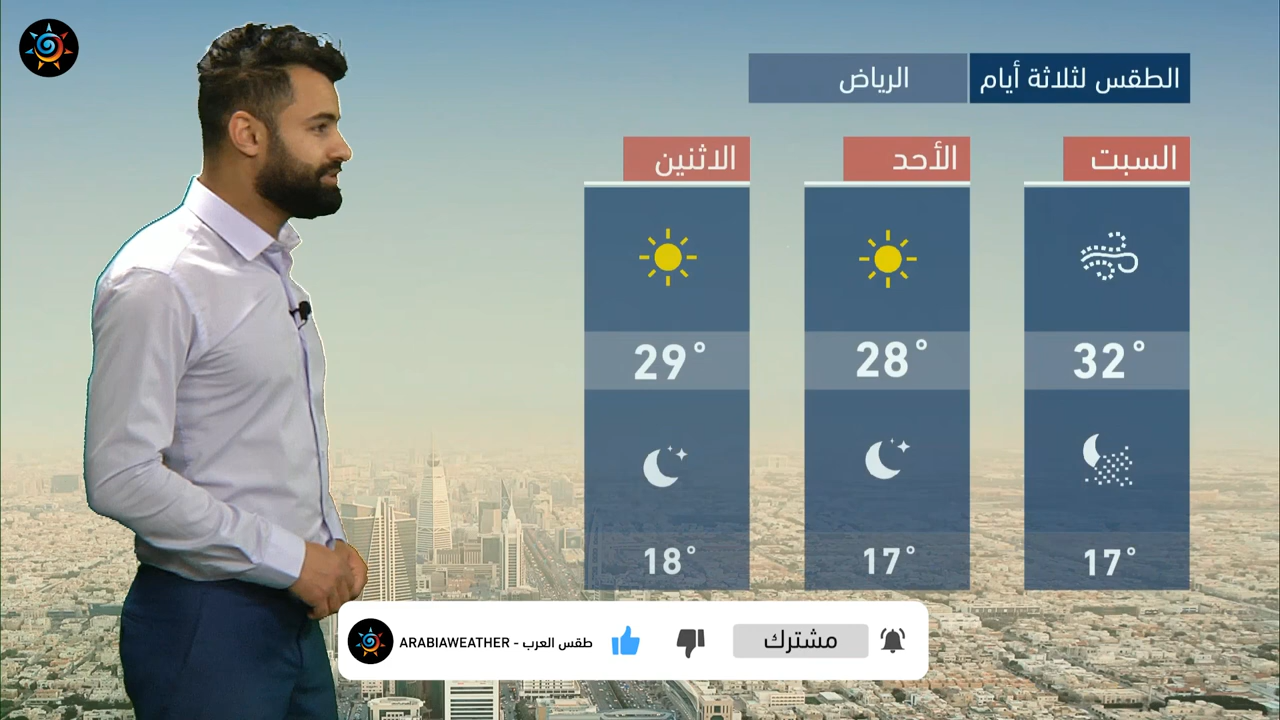 الطقس لثلاثة أيام
الرياض
السبت
الأحد
الاثنين
32°
28°
29°
17°
17°
18°
ARABIAWEATHER - طقس العرب
مشترك